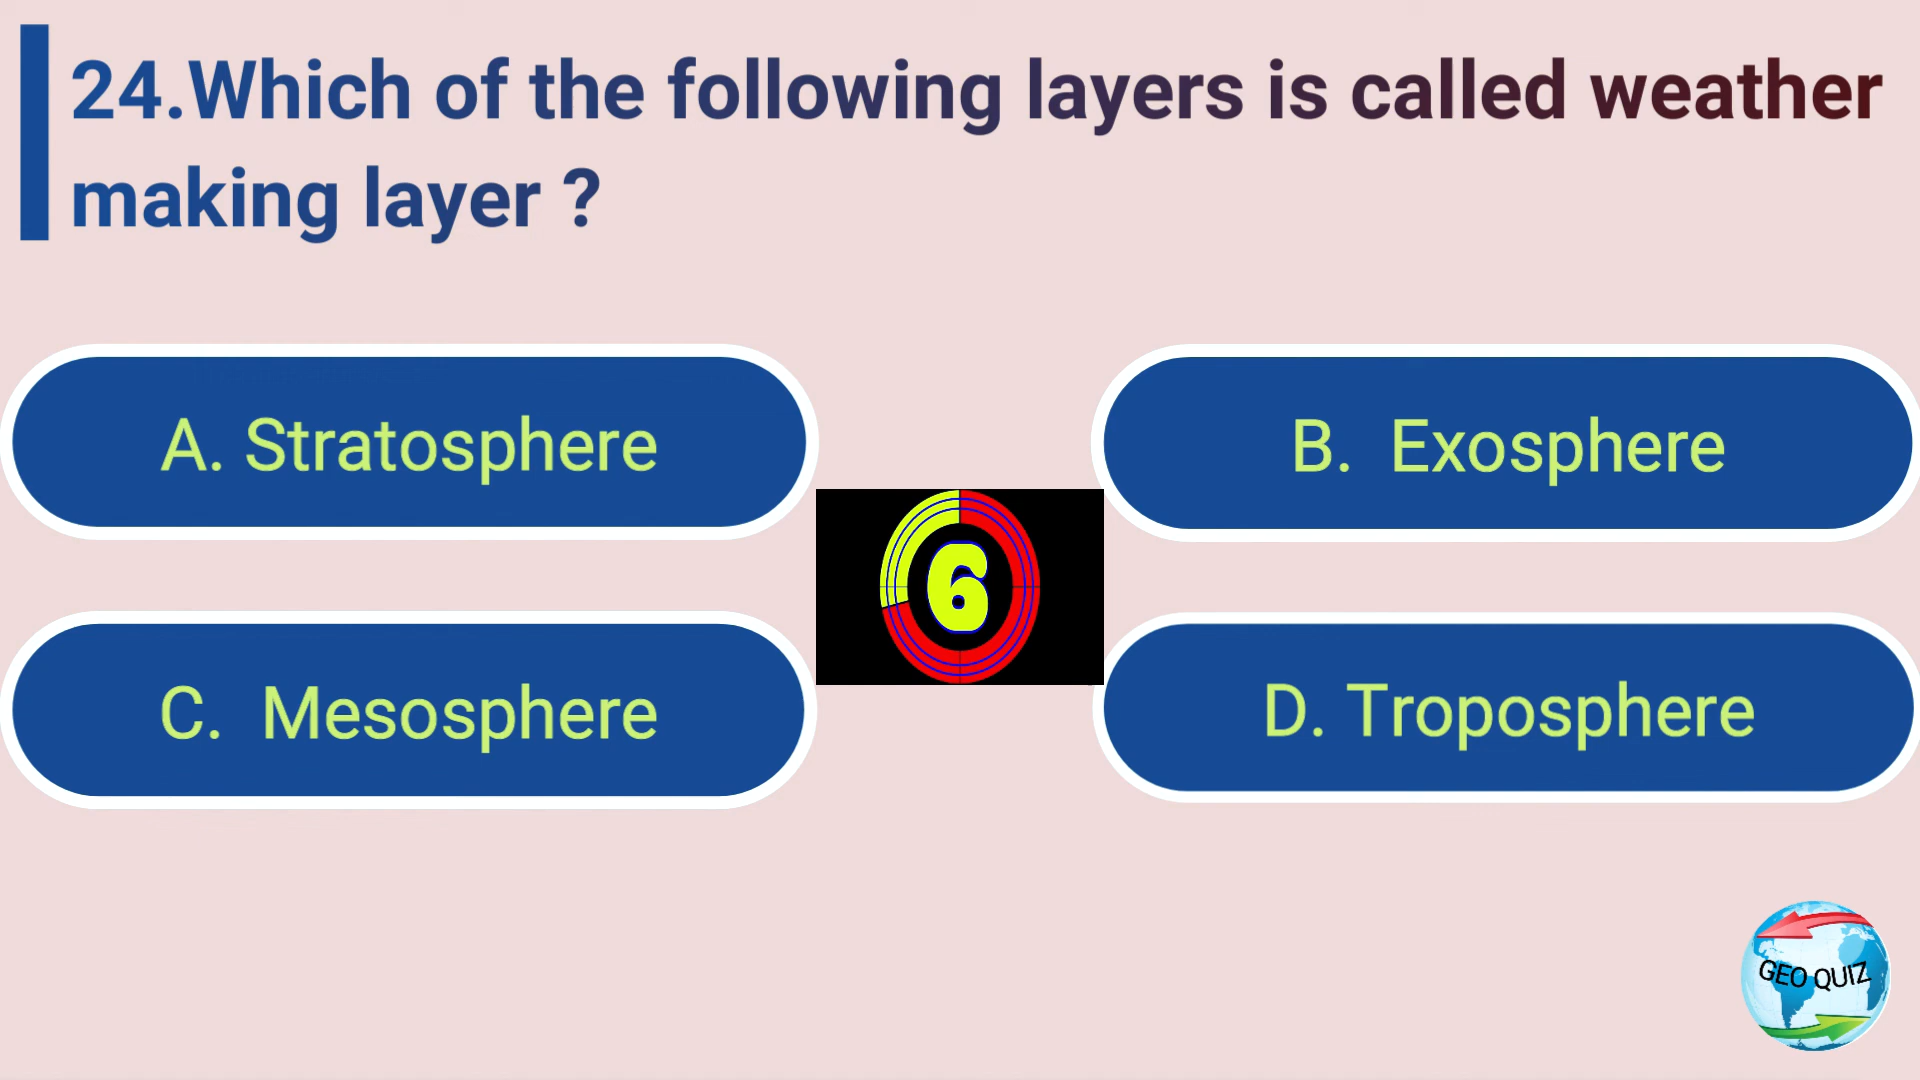 24.Which of the following layers is called weather
making layer ?
A. Stratosphere
B. Exosphere
6
C. Mesosphere
D. Troposphere
GEO QUIZ